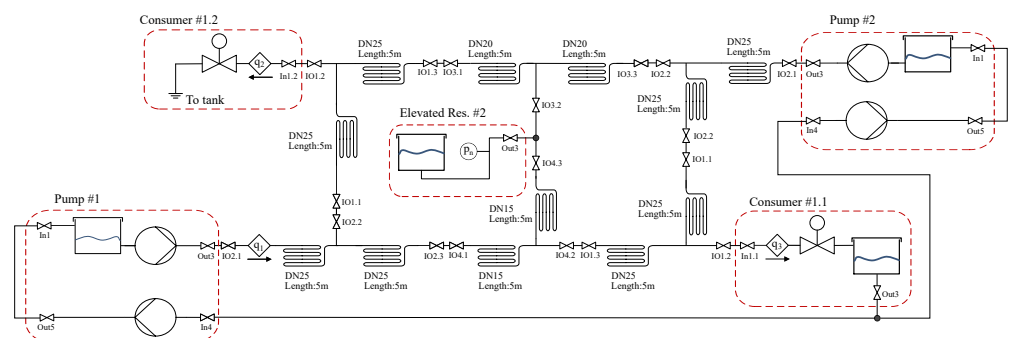 Consumer #1.2
Pump #2
DN25
Length:5m
DN20
Length:5m
DN20
Length:5m
DN25
Length:5m
q2
In1.2
IO1.2
IO1.3
IO3.1
IO3.3
IO2.2
IO2.1
Out3
In1
To tank
DN25
Length:5m
IO3.2
Elevated Res. #2
Out3
pn
In4
Out5
DN25
Length:5m
IO2.2
IO1.1
IO4.3
Pump #1
IO1.1
IO2.2
DN15
Length:5m
DN25
Length:5m
Consumer #1.1
In1
Out3
IO2.1
q1
IO2.3
IO4.1
IO4.2
IO1.3
IO1.2
In1.1
q3
DN25
Length:5m
DN25
Length:5m
DN15
Length:5m
DN25
Length:5m
Out3
Out5
In4